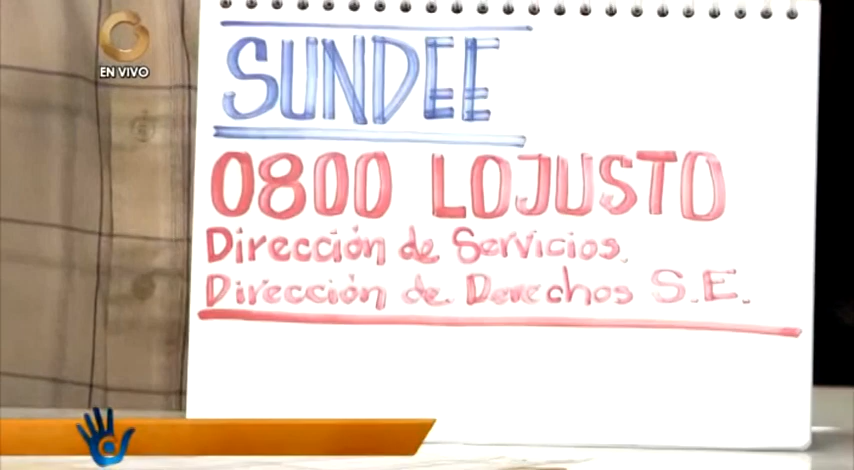 EN VIVO
SUNDEE
0800 LOJUSTO
Dirección de Servicios.
Dirección de Derechos S.E.